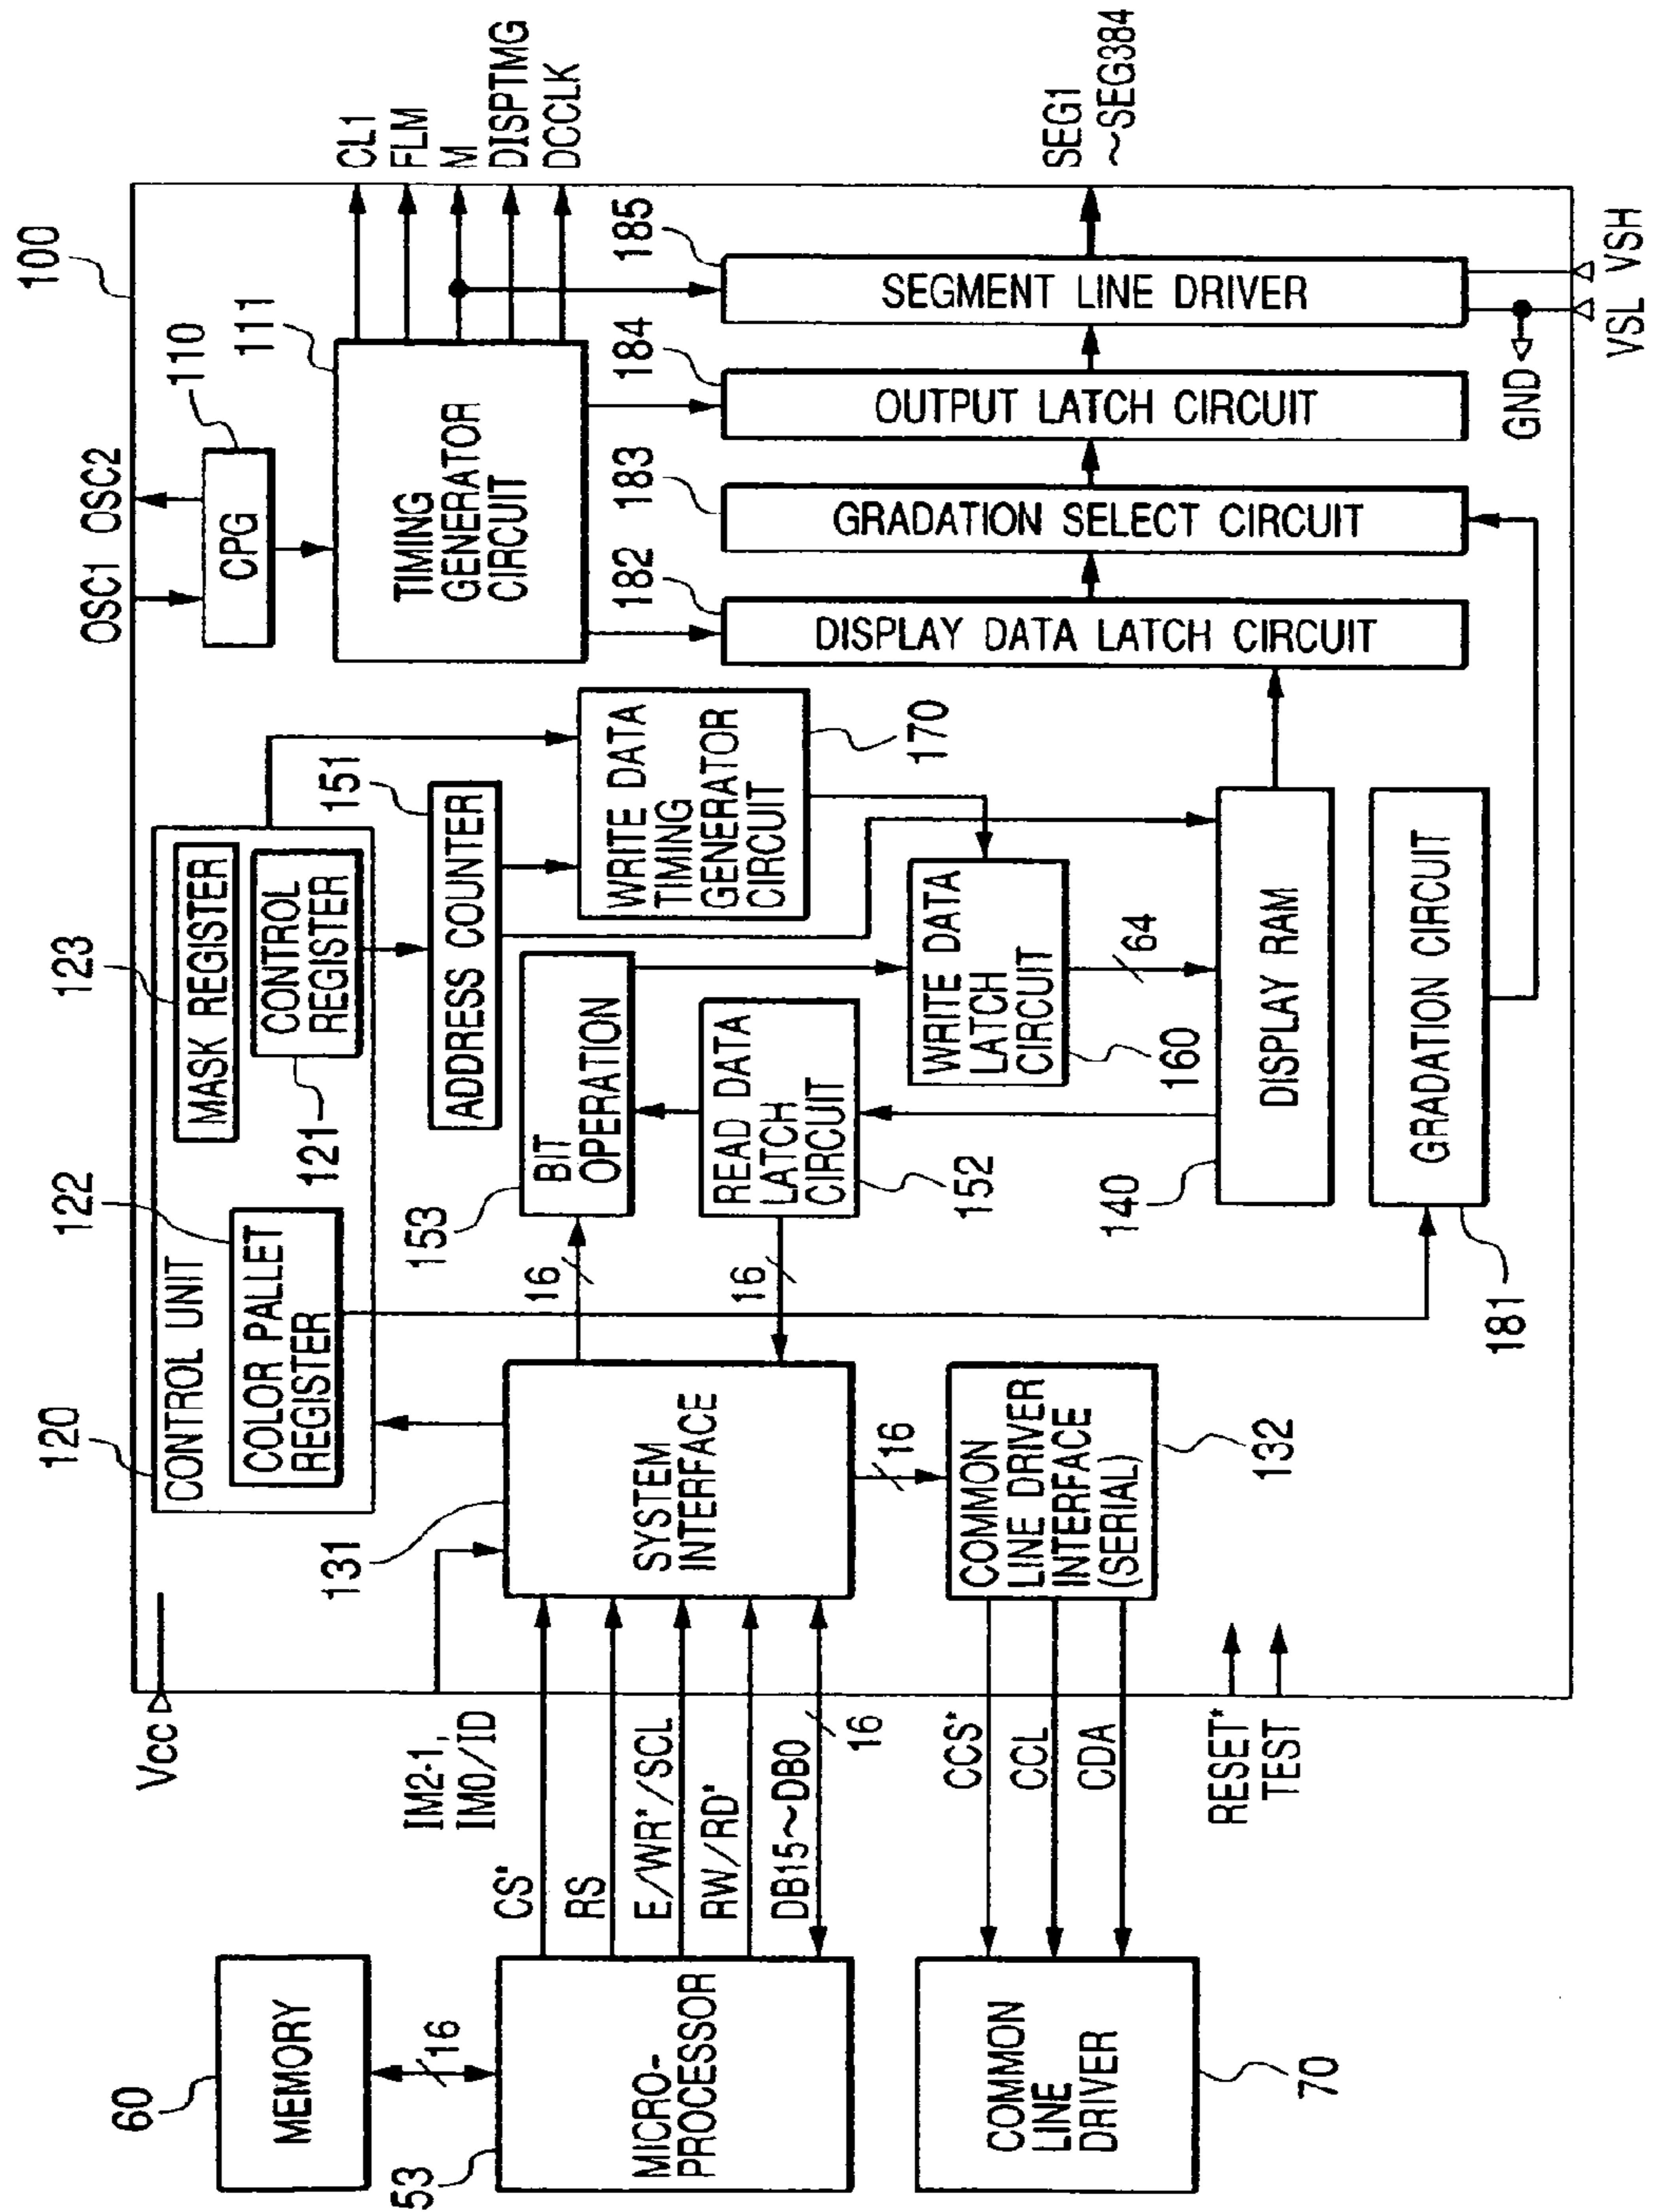 100
OSC1 OSC2
110
CPG
111
TIMING
GENERATOR
CIRCUIT
CL1
FLM
M
DISPTMG
DCCLK
Vcc
120
CONTROL UNIT
122
COLOR PALLET
REGISTER
123
MASK REGISTER
CONTROL
REGISTER
121
151
ADDRESS COUNTER
WRITE DATA
TIMING
GENERATOR
CIRCUIT
170
60
MEMORY
16
53
MICRO-
PROCESSOR
IM2-1,
IM0/ID
CS*
RS
E/WR*/SCL
RW/RD*
DB15~DB0
16
131
SYSTEM
INTERFACE
16
16
153
BIT
OPERATION
READ DATA
LATCH
CIRCUIT
152
WRITE DATA
LATCH
CIRCUIT
160
64
16
COMMON
LINE DRIVER
INTERFACE
(SERIAL)
132
CCS*
CCL
CDA
COMMON
LINE
DRIVER
70
RESET*
TEST
140
DISPLAY RAM
GRADATION CIRCUIT
181
182
DISPLAY DATA LATCH CIRCUIT
183
GRADATION SELECT CIRCUIT
184
OUTPUT LATCH CIRCUIT
185
SEGMENT LINE DRIVER
SEG1
~SEG384
GND
VSL VSH